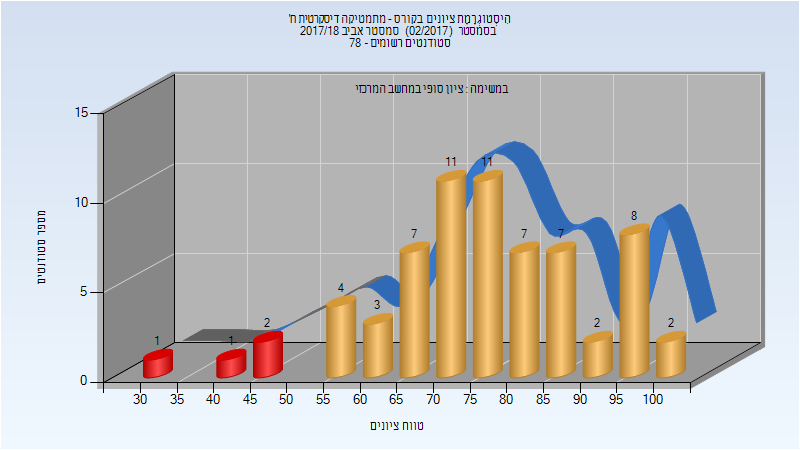 היסטוגרמת ציונים בקורס - מתמטיקה דיסקרטית ח'
בסמסטר (02/2017) סמסטר אביב 2017/18
סטודנטים רשומים - 78
במשימה : ציון סופי במחשב המרכזי
מספר סטודנטים
15
10
5
0
1
1
2
4
3
7
11
11
7
7
2
8
2
30 35 40 45 50 55 60 65 70 75 80 85 90 95 100
טווח ציונים